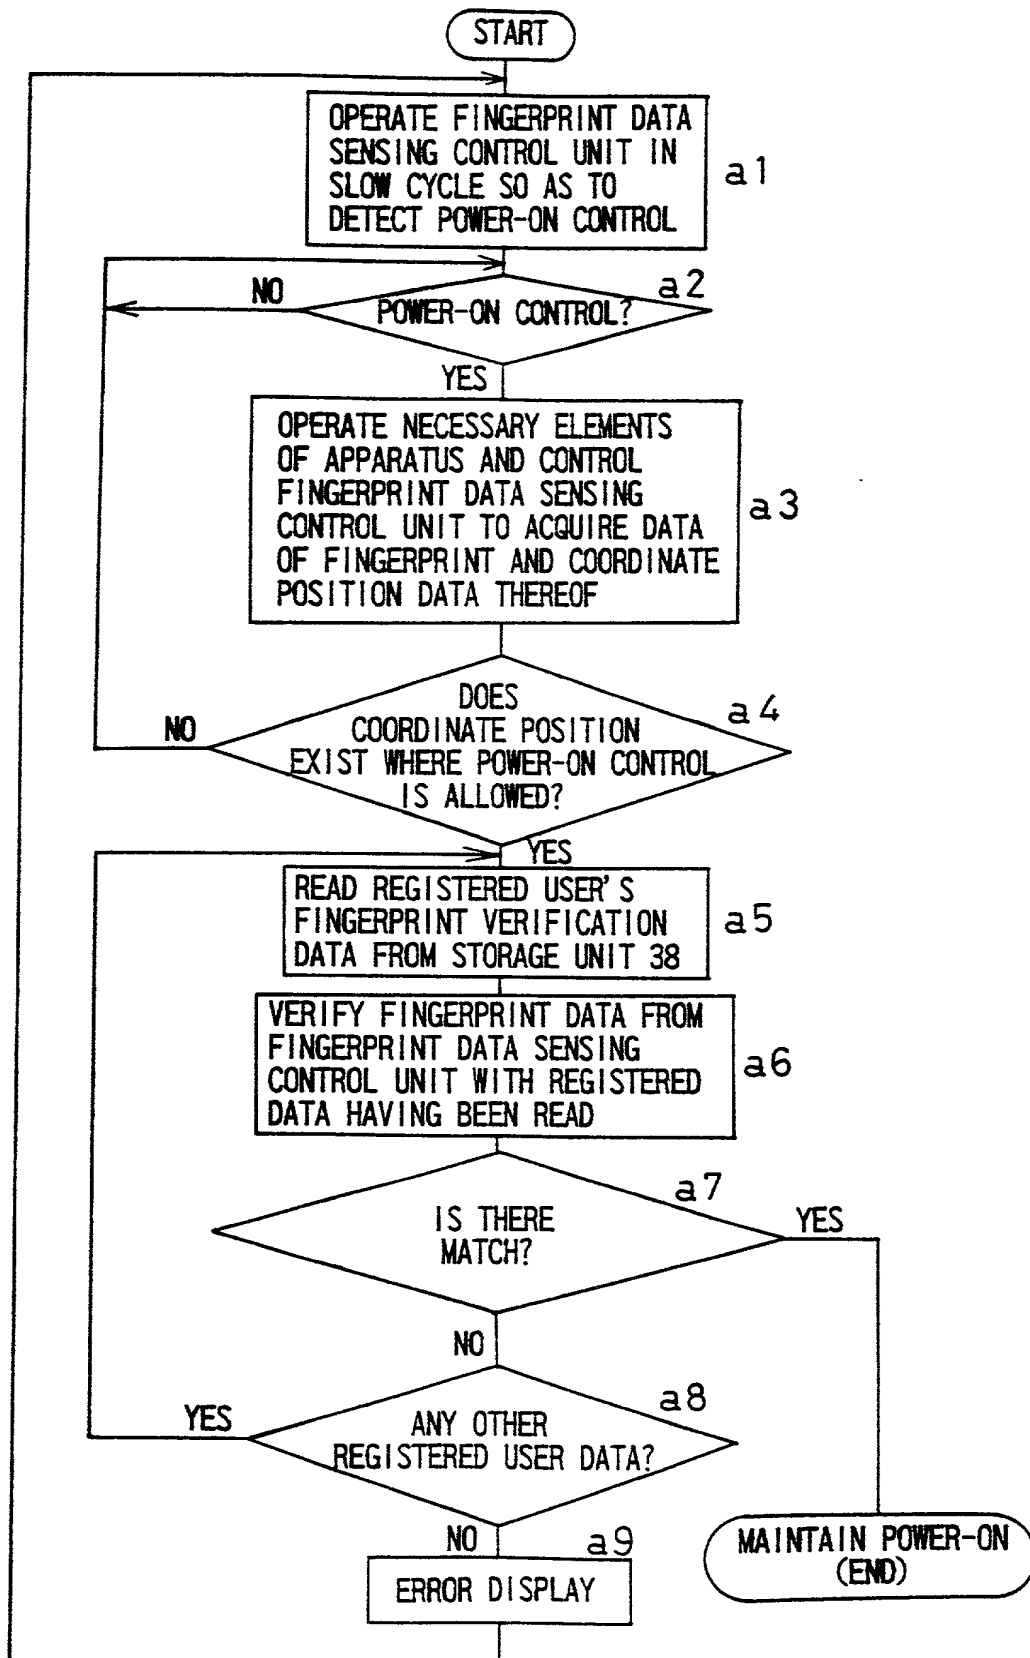 START
OPERATE FINGERPRINT DATA
SENSING CONTROL UNIT IN
SLOW CYCLE SO AS TO
DETECT POWER-ON CONTROL
a1
a2
NO
POWER-ON CONTROL?
YES
OPERATE NECESSARY ELEMENTS
OF APPARATUS AND CONTROL
FINGERPRINT DATA SENSING
CONTROL UNIT TO ACQUIRE DATA
OF FINGERPRINT AND COORDINATE
POSITION DATA THEREOF
a3
DOES
COORDINATE POSITION
EXIST WHERE POWER-ON CONTROL
IS ALLOWED?
a4
NO
YES
READ REGISTERED USER'S
FINGERPRINT VERIFICATION
DATA FROM STORAGE UNIT 38
a5
VERIFY FINGERPRINT DATA FROM
FINGERPRINT DATA SENSING
CONTROL UNIT WITH REGISTERED
DATA HAVING BEEN READ
a6
a7
IS THERE
MATCH?
YES
NO
a8
YES
ANY OTHER
REGISTERED USER DATA?
NO
a9
ERROR DISPLAY
MAINTAIN POWER-ON
(END)